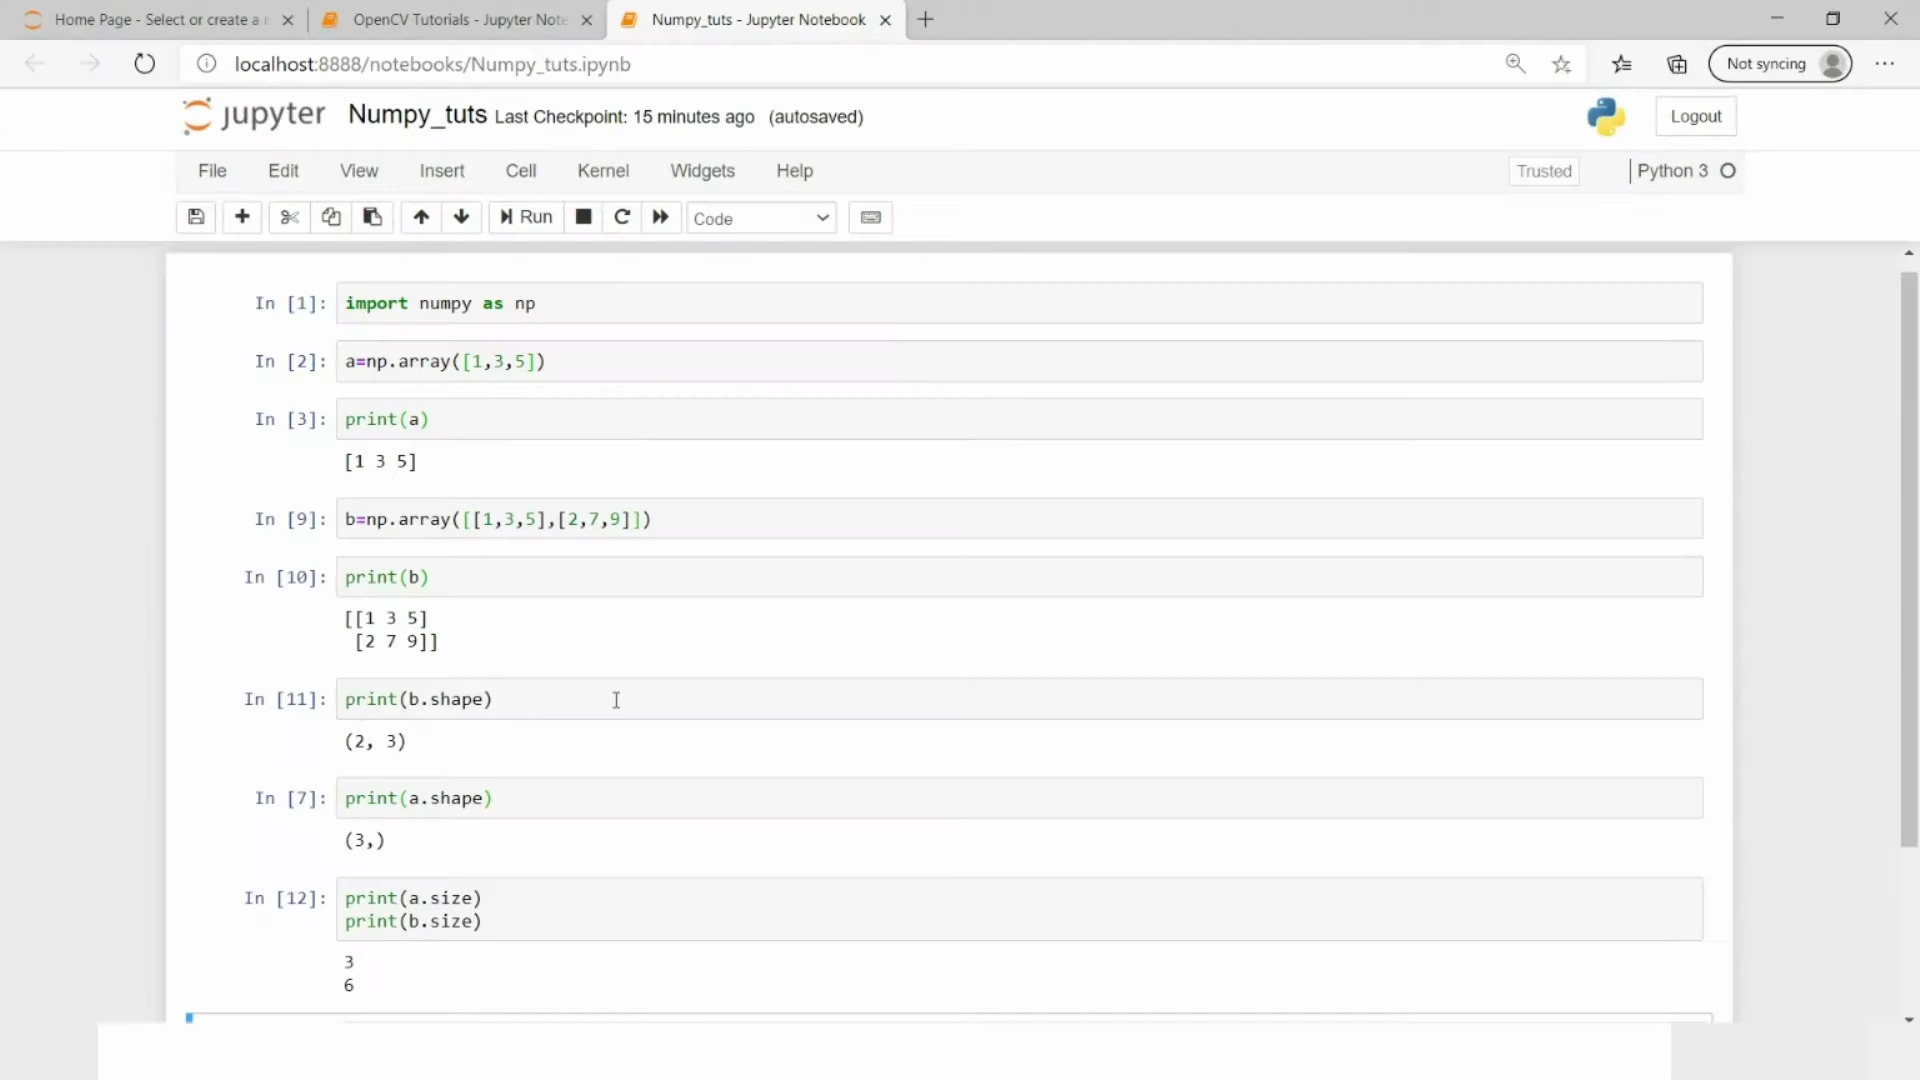 Home Page - Select or create a
OpenCV Tutorials - Jupyter Note
Numpy_tuts - Jupyter Notebook
localhost:8888/notebooks/Numpy_tuts.ipynb
Not syncing
jupyter Numpy_tuts Last Checkpoint: 15 minutes ago (autosaved)
Logout
File Edit View Insert Cell Kernel Widgets Help
Trusted
Python 3
Run
Code
In [1]: import numpy as np
In [2]: a=np.array([1,3,5])
In [3]: print(a)
[1 3 5]
In [9]: b=np.array([[1,3,5],[2,7,9]])
In [10]: print(b)
[[1 3 5]
[2 7 9]]
In [11]: print(b.shape)
(2, 3)
In [7]: print(a.shape)
(3,)
In [12]: print(a.size)
print(b.size)
3
6